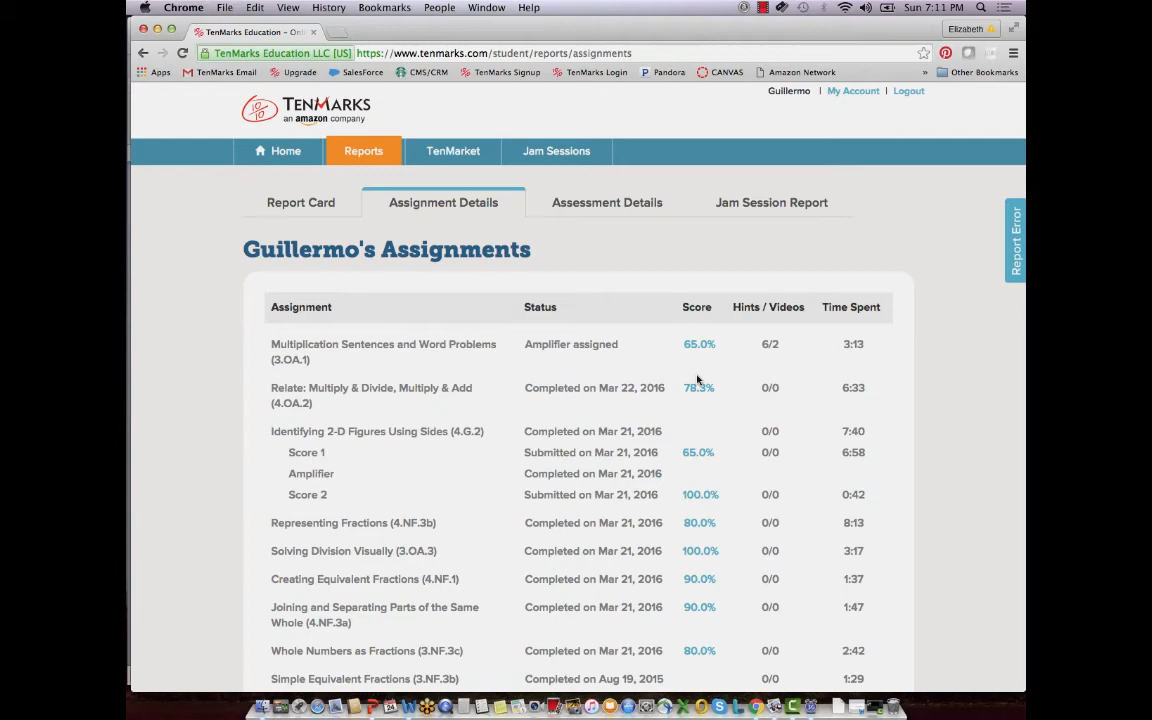 Chrome File Edit View History Bookmarks People Window Help Sun 7:11 PM
TenMarks Education – Onli Elizabeth
TenMarks Education LLC [US] https://www.tenmarks.com/student/reports/assignments
Apps TenMarks Email Upgrade SalesForce CMS/CRM TenMarks Signup TenMarks Login Pandora CANVAS Amazon Network » Other Bookmarks
Guillermo | My Account | Logout
10/10 TENMARKS
an amazon company
Home Reports TenMarket Jam Sessions
Report Card Assignment Details Assessment Details Jam Session Report
Report Error
Guillermo's Assignments
Assignment Status Score Hints / Videos Time Spent
Multiplication Sentences and Word Problems Amplifier assigned 65.0% 6/2 3:13
(3.OA.1)
Relate: Multiply & Divide, Multiply & Add Completed on Mar 22, 2016 78.3% 0/0 6:33
(4.OA.2)
Identifying 2-D Figures Using Sides (4.G.2) Completed on Mar 21, 2016 0/0 7:40
Score 1 Submitted on Mar 21, 2016 65.0% 0/0 6:58
Amplifier Completed on Mar 21, 2016
Score 2 Submitted on Mar 21, 2016 100.0% 0/0 0:42
Representing Fractions (4.NF.3b) Completed on Mar 21, 2016 80.0% 0/0 8:13
Solving Division Visually (3.OA.3) Completed on Mar 21, 2016 100.0% 0/0 3:17
Creating Equivalent Fractions (4.NF.1) Completed on Mar 21, 2016 90.0% 0/0 1:37
Joining and Separating Parts of the Same Completed on Mar 21, 2016 90.0% 0/0 1:47
Whole (4.NF.3a)
Whole Numbers as Fractions (3.NF.3c) Completed on Mar 21, 2016 80.0% 0/0 2:42
Simple Equivalent Fractions (3.NF.3b) Completed on Aug 19, 2015 0/0 1:29